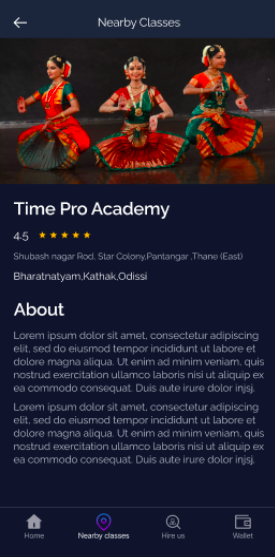 Nearby Classes
Time Pro Academy
4.5
Shubash nagar Rod, Star Colony,Pantangar ,Thane (East)
Bharatnatyam,Kathak,Odissi
About
Lorem ipsum dolor sit amet, consectetur adipiscing
elit, sed do eiusmod tempor incididunt ut labore et
dolore magna aliqua. Ut enim ad minim veniam, quis
nostrud exercitation ullamco laboris nisi ut aliquip ex
ea commodo consequat. Duis aute irure dolor injsj.
Lorem ipsum dolor sit amet, consectetur adipiscing
elit, sed do eiusmod tempor incididunt ut labore et
dolore magna aliqua. Ut enim ad minim veniam, quis
nostrud exercitation ullamco laboris nisi ut aliquip ex
ea commodo consequat. Duis aute irure dolor injsj.
Home Nearby classes Hire us Wallet